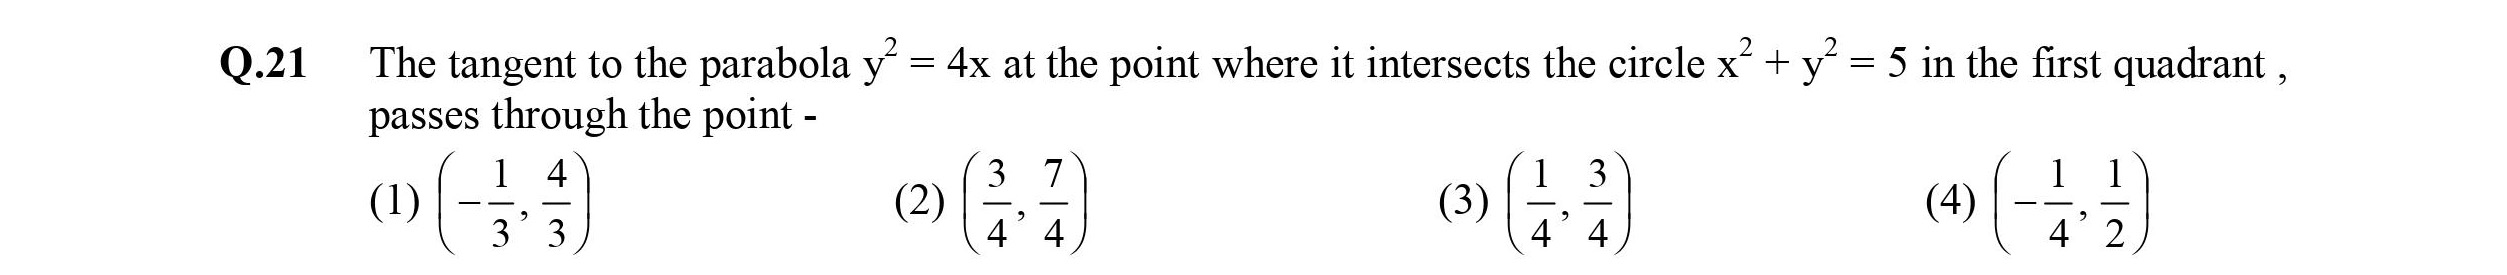 Q.21 The tangent to the parabola y² = 4x at the point where it intersects the circle x² + y² = 5 in the first quadrant ,
passes through the point -
(1) (-1/3, 4/3) (2) (3/4, 7/4) (3) (1/4, 3/4) (4) (-1/4, 1/2)